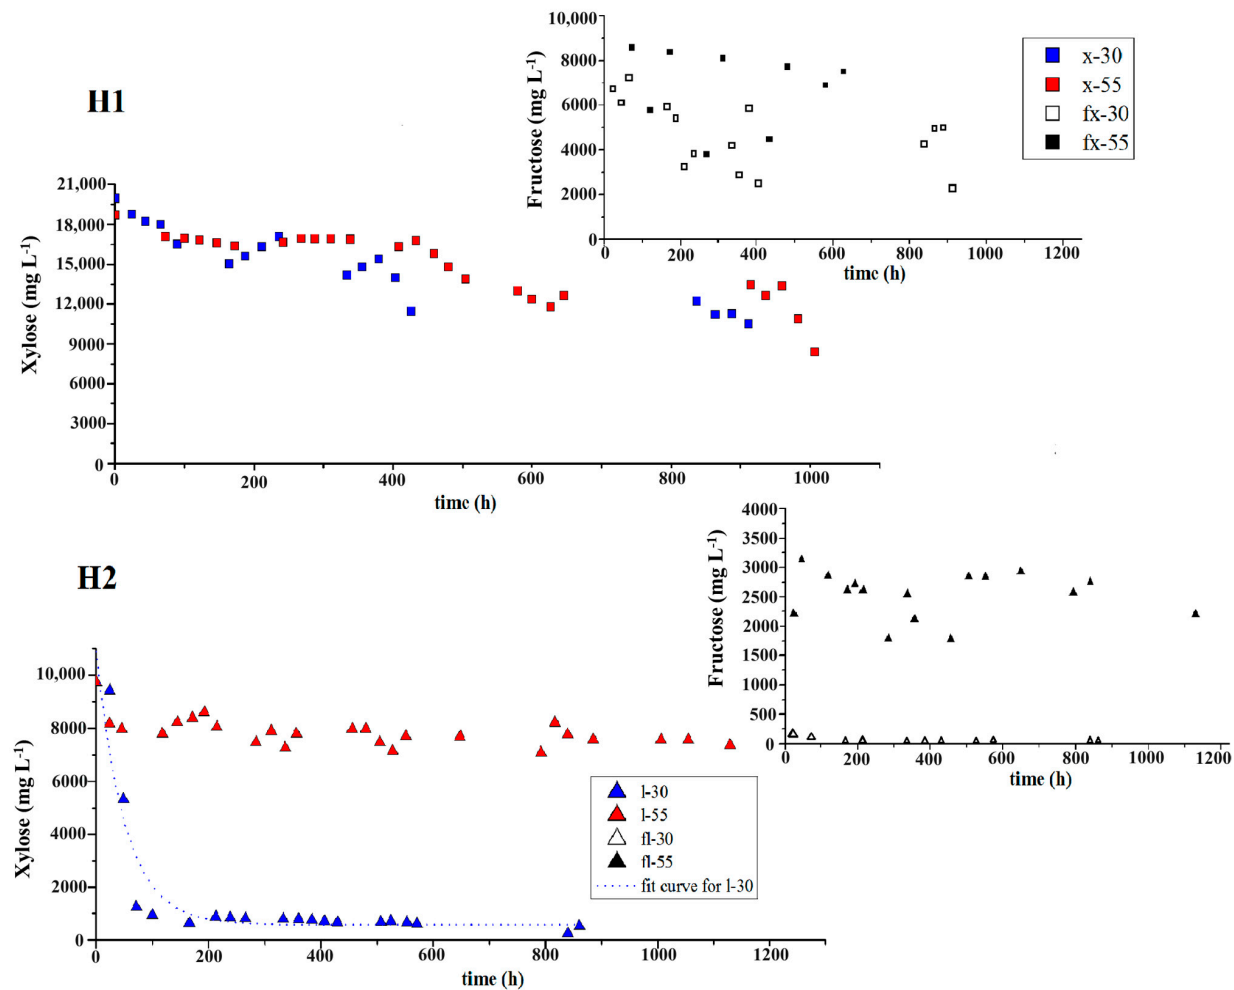 H1
Fructose (mg L⁻¹)
10,000
8000
6000
4000
2000
0
0 200 400 600 800 1000 1200
time (h)
x-30
x-55
fx-30
fx-55
Xylose (mg L⁻¹)
21,000
18,000
15,000
12,000
9000
6000
3000
0
0 200 400 600 800 1000
time (h)
H2
Fructose (mg L⁻¹)
4000
3500
3000
2500
2000
1500
1000
500
0
0 200 400 600 800 1000 1200
time (h)
Xylose (mg L⁻¹)
10,000
8000
6000
4000
2000
0
0 200 400 600 800 1000 1200
time (h)
l-30
l-55
fl-30
fl-55
fit curve for l-30